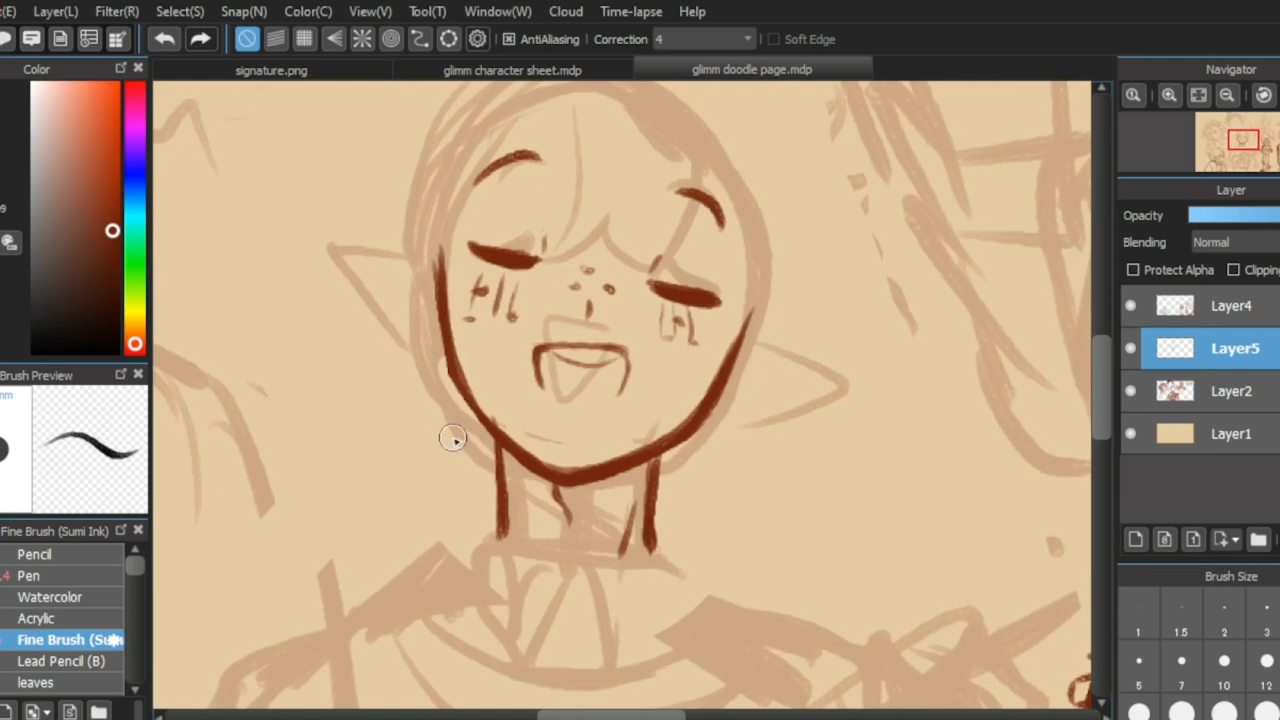 (E) Layer(L) Filter(R) Select(S) Snap(N) Color(C) View(V) Tool(T) Window(W) Cloud Time-lapse Help
AntiAliasing Correction 4 Soft Edge
Color
signature.png glimm character sheet.mdp glimm doodle page.mdp
Navigator
Layer
Opacity
Blending Normal
Protect Alpha Clipping
Layer4
Layer5
Layer2
Layer1
Brush Preview
Fine Brush (Sumi Ink)
Pencil
Pen
Watercolor
Acrylic
Fine Brush (Sum
Lead Pencil (B)
leaves
Brush Size
1 1.5 2 3
5 7 10 12